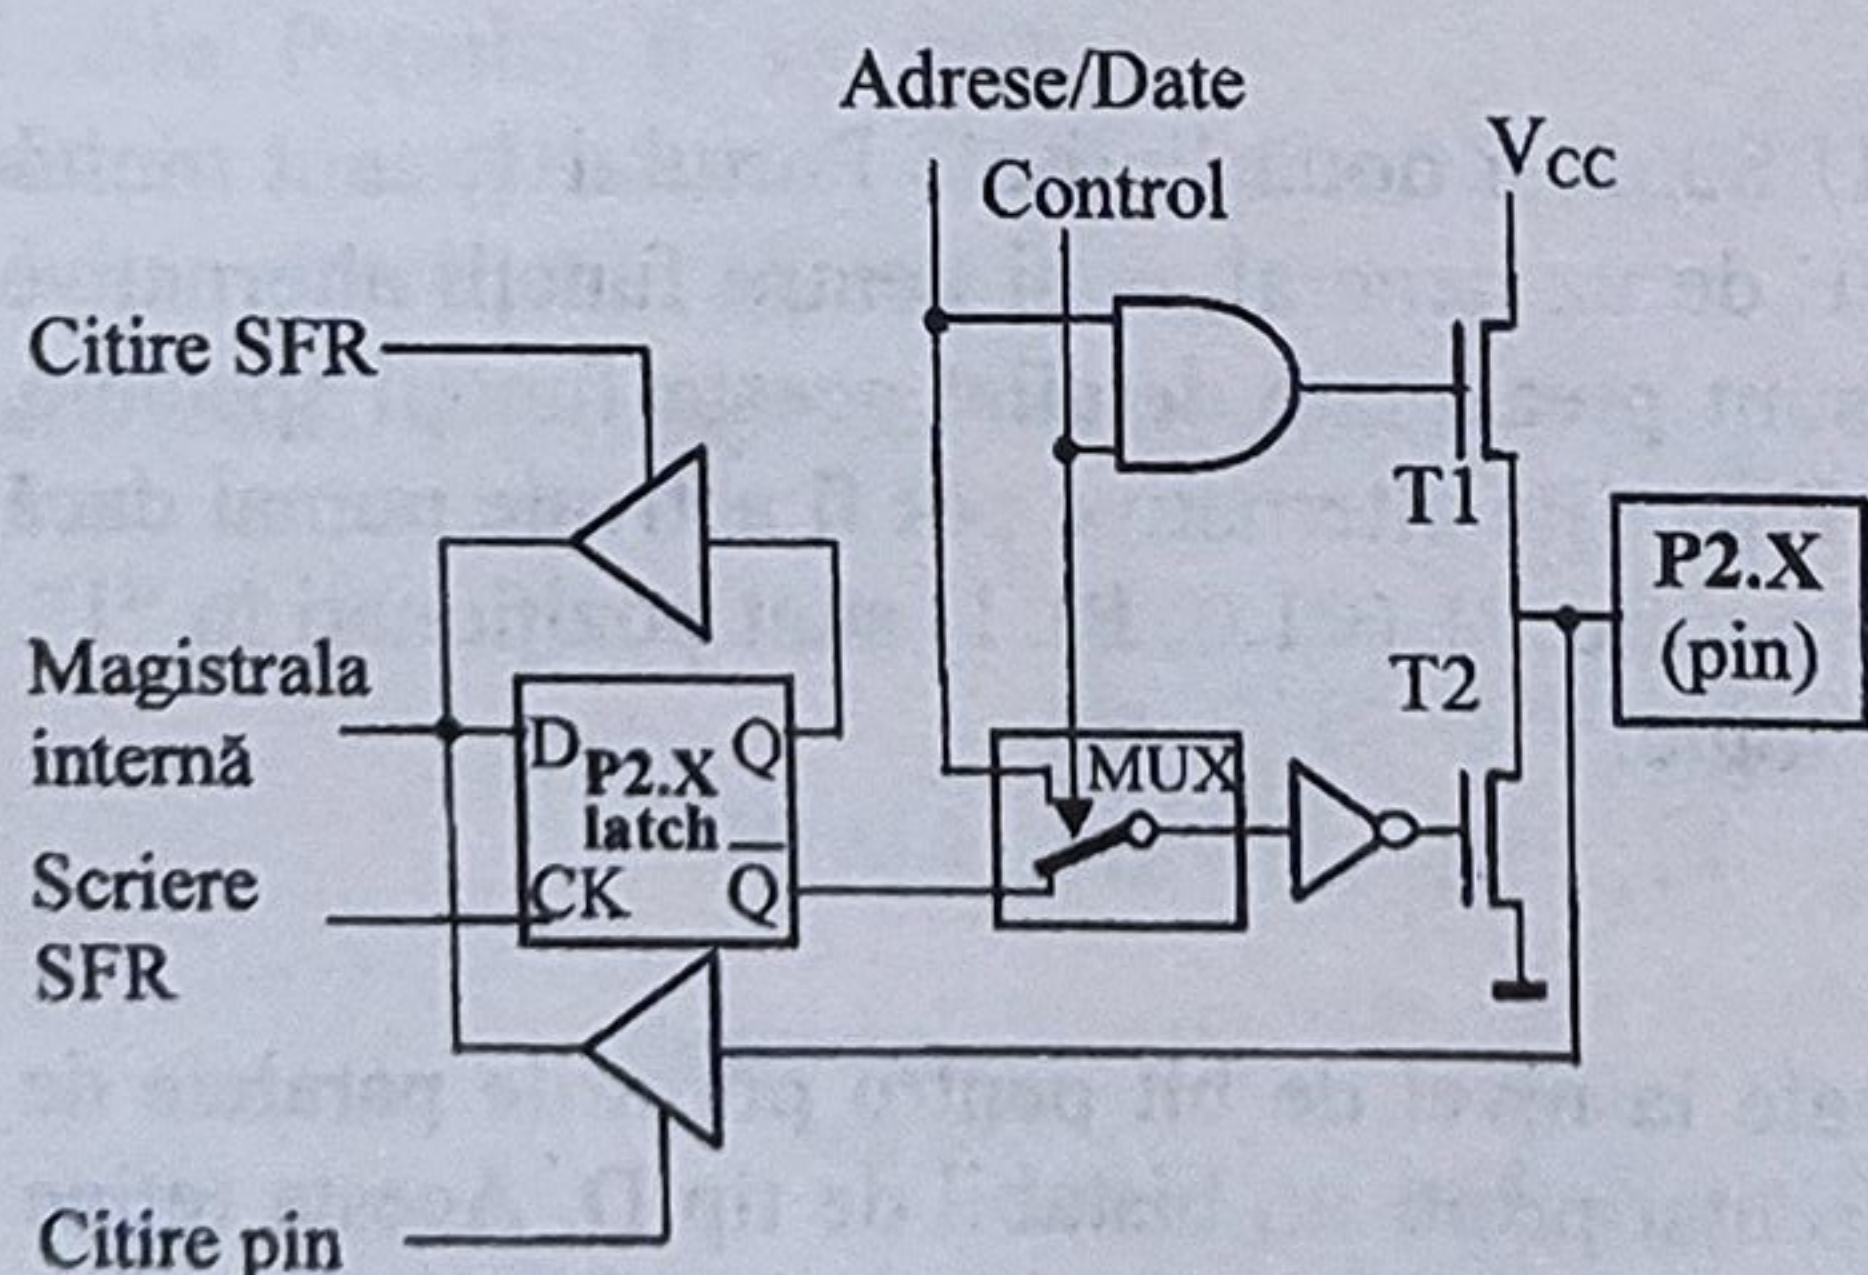 Adrese/Date
Control
VCC
Citire SFR
T1
P2.X
(pin)
Magistrala
internă
T2
D
P2.X
Q
MUX
latch
Scriere
SFR
CK
Q
Citire pin